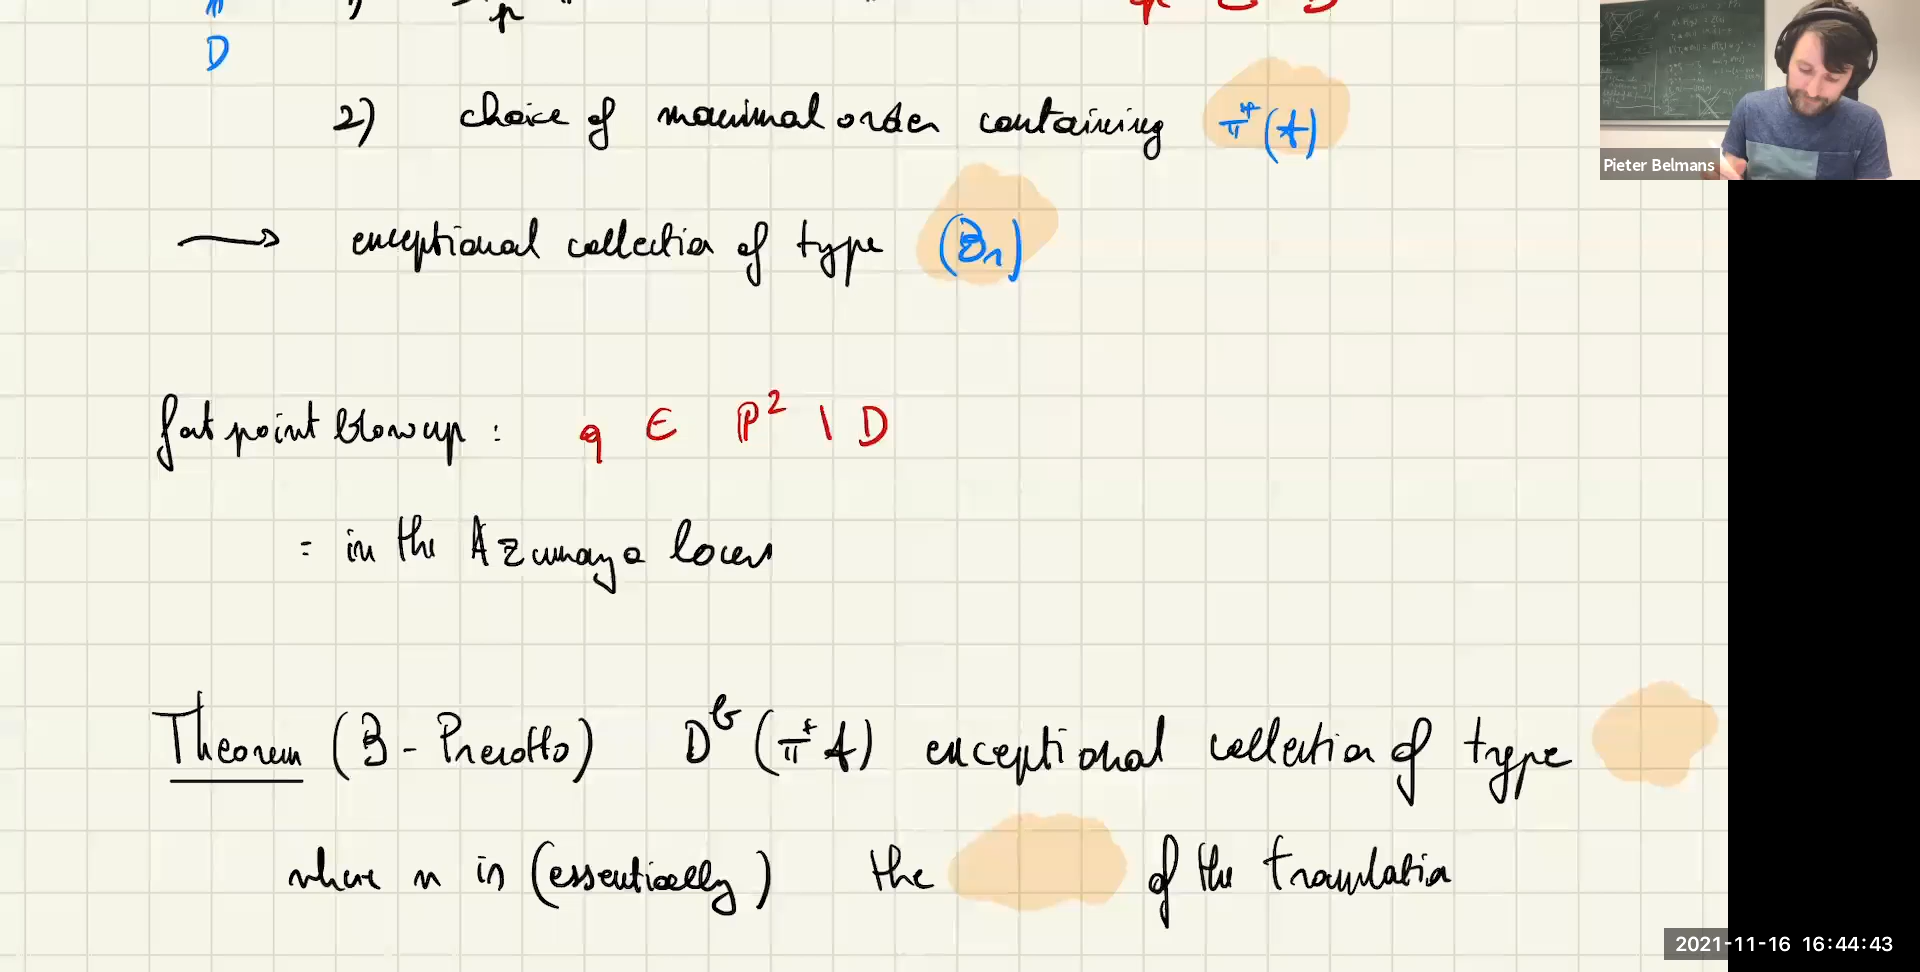 D
2) choice of maximal order containing π*(A)
Pieter Belmans
→ exceptional collection of type (B₁)
fat point blowup : q ∈ ℙ² \ D
= in the Azumaya locus
Theorem (B - Presotto) Dᵇ(π*A) exceptional collection of type
where n is (essentially) the of the translation
2021-11-16 16:44:43